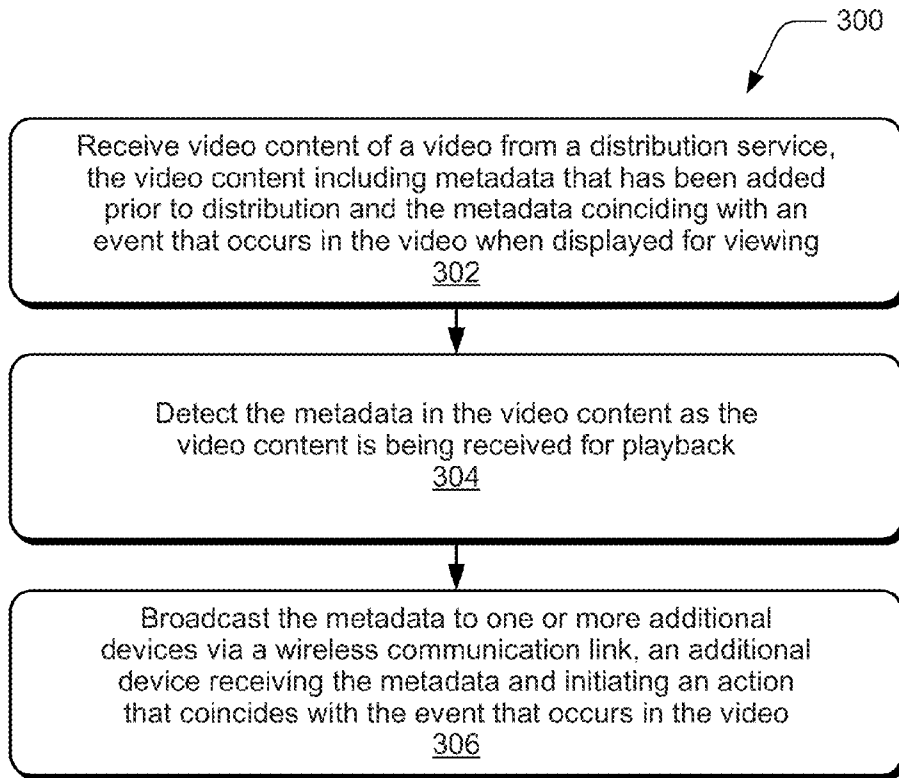 300
Receive video content of a video from a distribution service,
the video content including metadata that has been added
prior to distribution and the metadata coinciding with an
event that occurs in the video when displayed for viewing
302
Detect the metadata in the video content as the
video content is being received for playback
304
Broadcast the metadata to one or more additional
devices via a wireless communication link, an additional
device receiving the metadata and initiating an action
that coincides with the event that occurs in the video
306